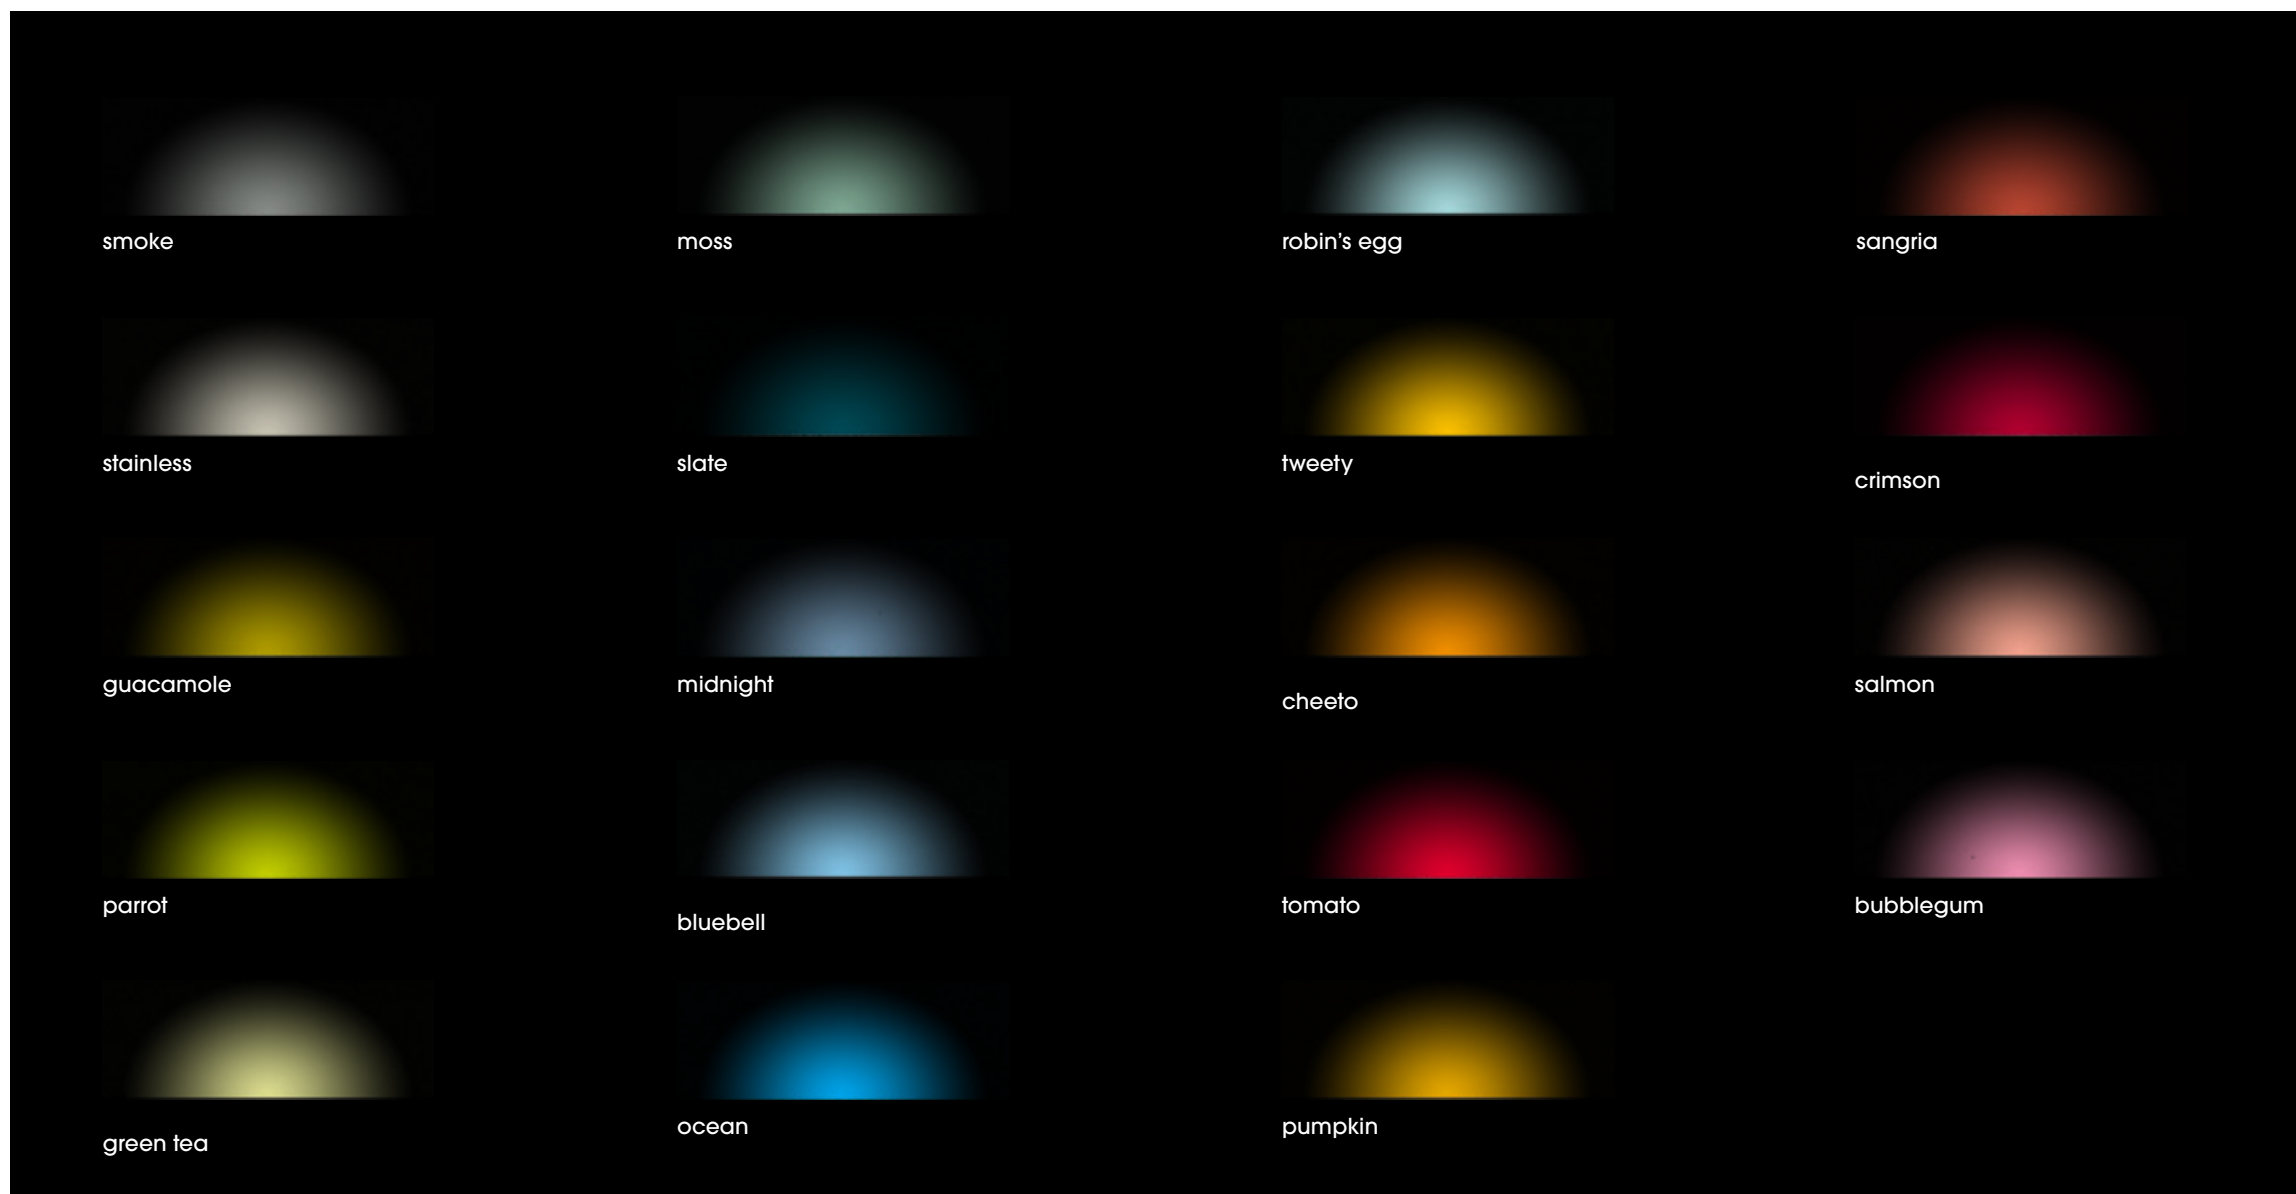 smoke
moss
robin's egg
sangria
stainless
slate
tweety
crimson
guacamole
midnight
cheeto
salmon
parrot
bluebell
tomato
bubblegum
green tea
ocean
pumpkin